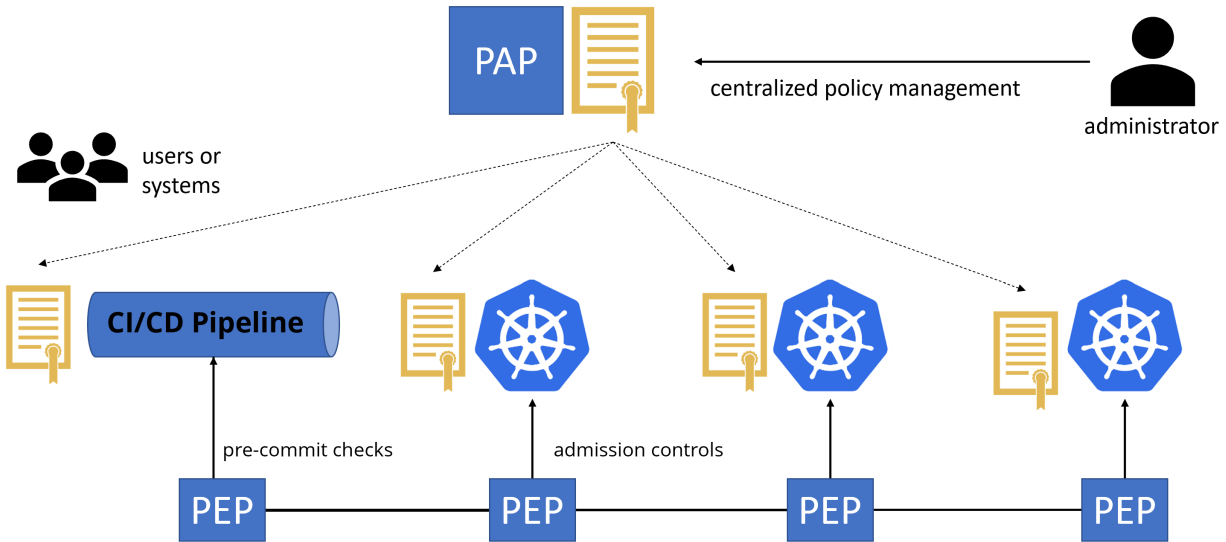 PAP
centralized policy management
administrator
users or
systems
CI/CD Pipeline
pre-commit checks
admission controls
PEP
PEP
PEP
PEP